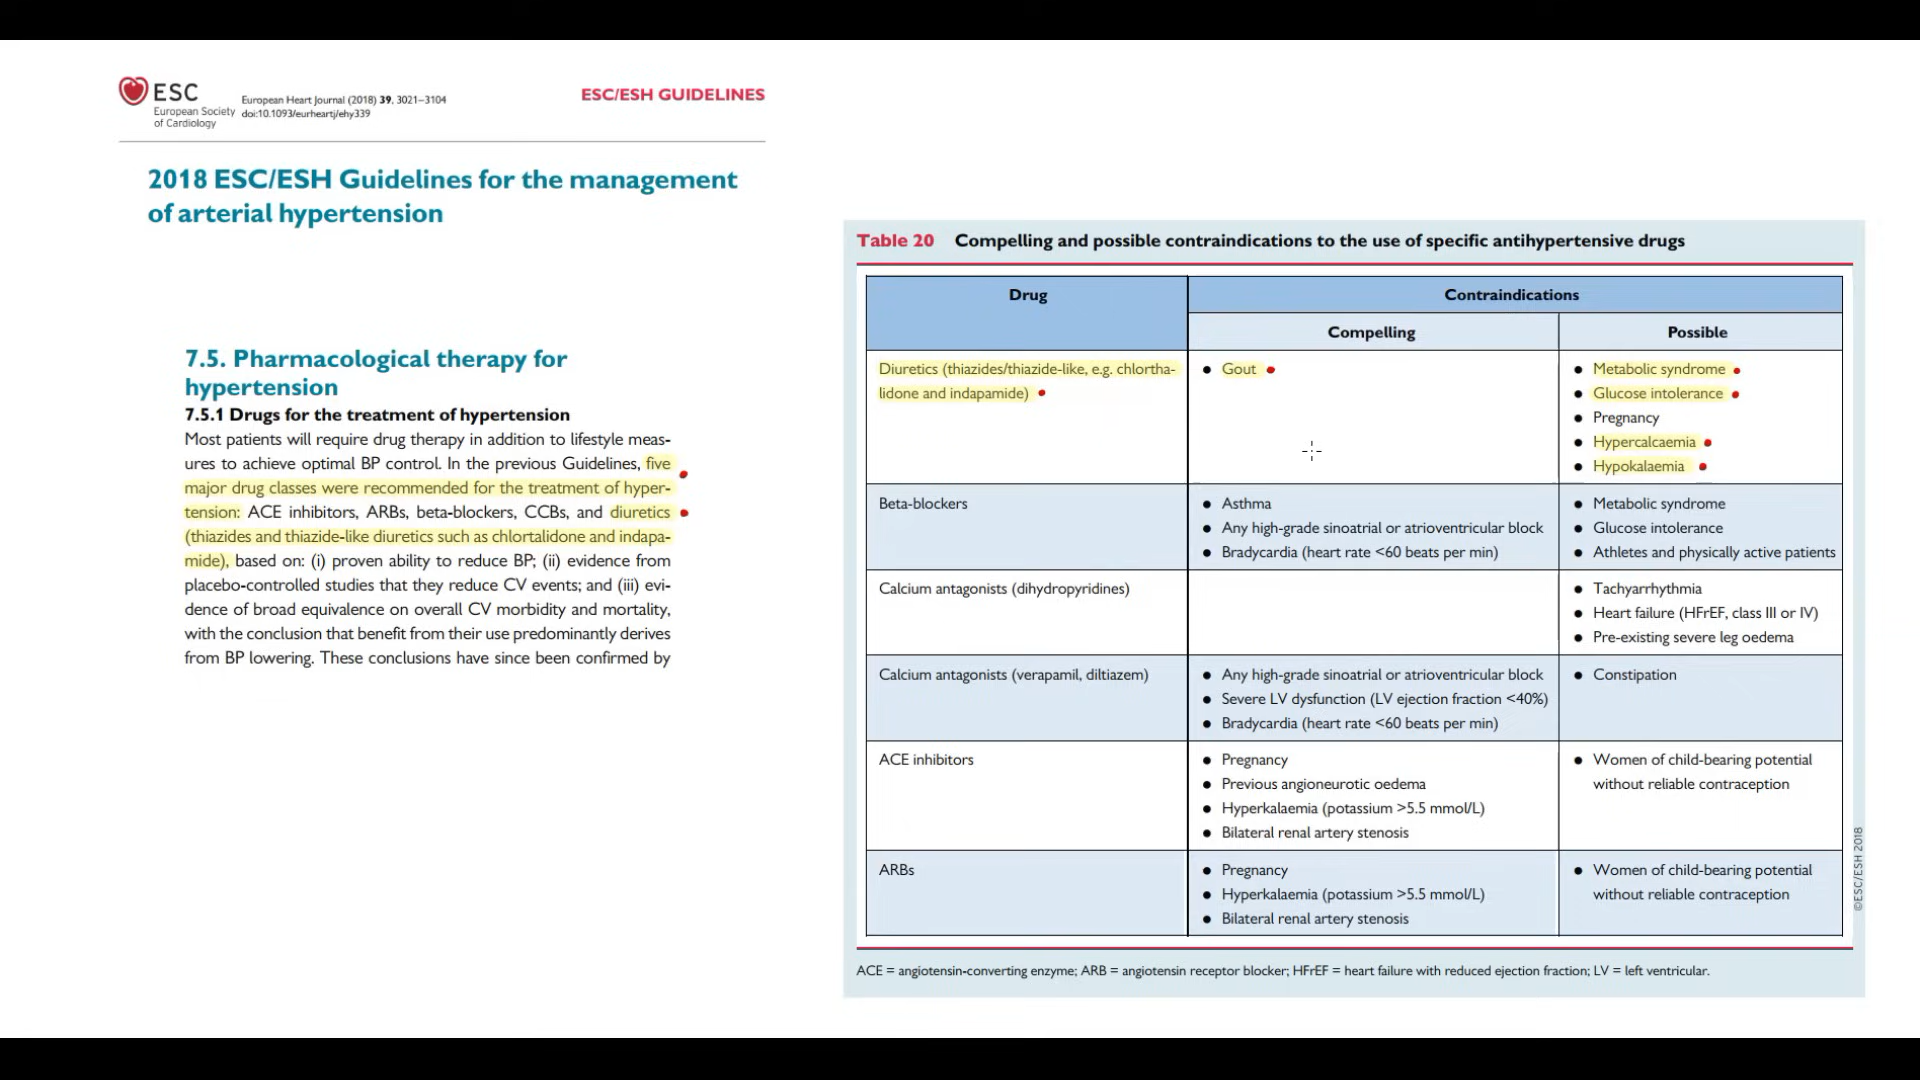 ESC
European Society
of Cardiology
European Heart Journal (2018) 39, 3021–3104
doi:10.1093/eurheartj/ehy339
ESC/ESH GUIDELINES
2018 ESC/ESH Guidelines for the management
of arterial hypertension
7.5. Pharmacological therapy for
hypertension
7.5.1 Drugs for the treatment of hypertension
Most patients will require drug therapy in addition to lifestyle meas-
ures to achieve optimal BP control. In the previous Guidelines, five
major drug classes were recommended for the treatment of hyper-
tension: ACE inhibitors, ARBs, beta-blockers, CCBs, and diuretics
(thiazides and thiazide-like diuretics such as chlortalidone and indapa-
mide), based on: (i) proven ability to reduce BP; (ii) evidence from
placebo-controlled studies that they reduce CV events; and (iii) evi-
dence of broad equivalence on overall CV morbidity and mortality,
with the conclusion that benefit from their use predominantly derives
from BP lowering. These conclusions have since been confirmed by
Table 20 Compelling and possible contraindications to the use of specific antihypertensive drugs
Drug
Contraindications
Compelling
Possible
Diuretics (thiazides/thiazide-like, e.g. chlortha-
lidone and indapamide)
● Gout
● Metabolic syndrome
● Glucose intolerance
● Pregnancy
● Hypercalcaemia
● Hypokalaemia
Beta-blockers
● Asthma
● Any high-grade sinoatrial or atrioventricular block
● Bradycardia (heart rate <60 beats per min)
● Metabolic syndrome
● Glucose intolerance
● Athletes and physically active patients
Calcium antagonists (dihydropyridines)
● Tachyarrhythmia
● Heart failure (HFrEF, class III or IV)
● Pre-existing severe leg oedema
Calcium antagonists (verapamil, diltiazem)
● Any high-grade sinoatrial or atrioventricular block
● Severe LV dysfunction (LV ejection fraction <40%)
● Bradycardia (heart rate <60 beats per min)
● Constipation
ACE inhibitors
● Pregnancy
● Previous angioneurotic oedema
● Hyperkalaemia (potassium >5.5 mmol/L)
● Bilateral renal artery stenosis
● Women of child-bearing potential
without reliable contraception
ARBs
● Pregnancy
● Hyperkalaemia (potassium >5.5 mmol/L)
● Bilateral renal artery stenosis
● Women of child-bearing potential
without reliable contraception
©ESC/ESH 2018
ACE = angiotensin-converting enzyme; ARB = angiotensin receptor blocker; HFrEF = heart failure with reduced ejection fraction; LV = left ventricular.